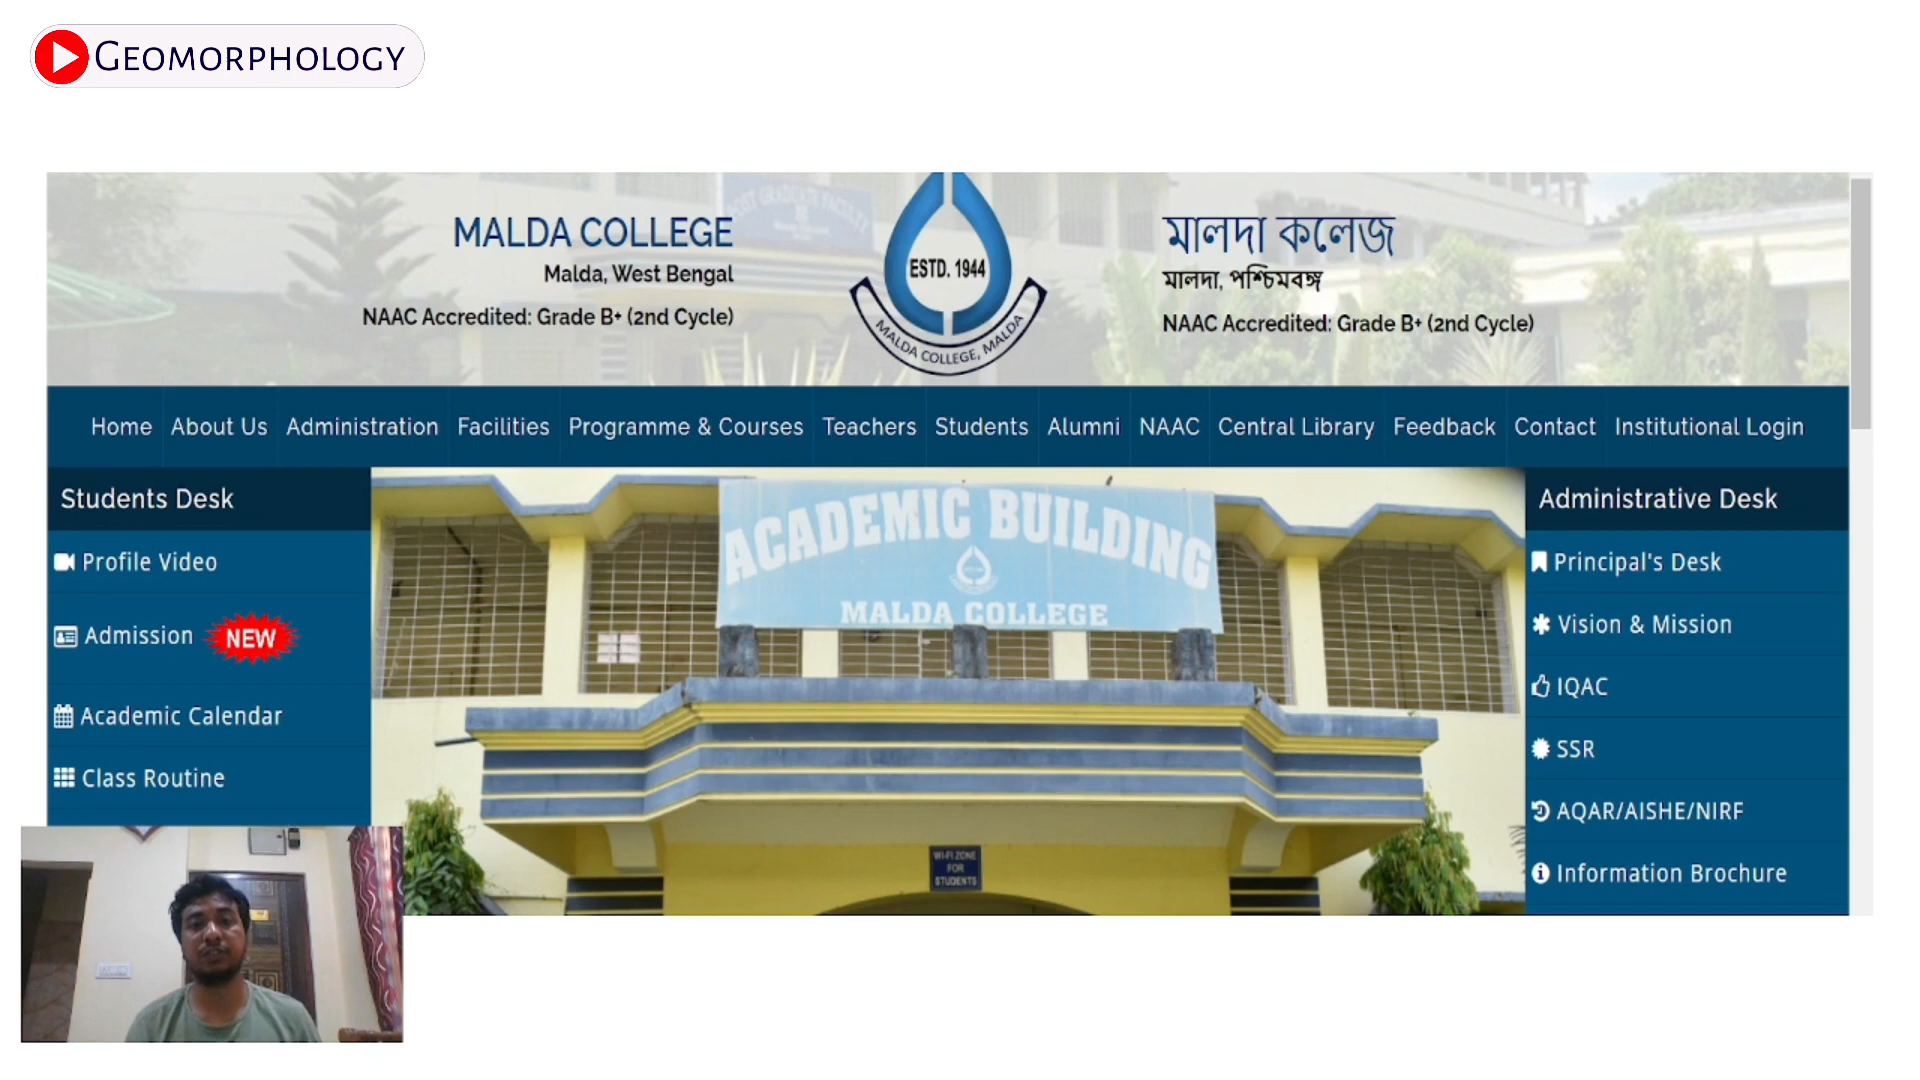 GEOMORPHOLOGY
MALDA COLLEGE
Malda, West Bengal
NAAC Accredited: Grade B+ (2nd Cycle)
ESTD. 1944
MALDA COLLEGE, MALDA
মালদা কলেজ
মালদা, পশ্চিমবঙ্গ
NAAC Accredited: Grade B+ (2nd Cycle)
Home About Us Administration Facilities Programme & Courses Teachers Students Alumni NAAC Central Library Feedback Contact Institutional Login
Students Desk
Profile Video
Admission NEW
Academic Calendar
Class Routine
ACADEMIC BUILDING
MALDA COLLEGE
WI-FI ZONE
FOR
STUDENTS
Administrative Desk
Principal's Desk
Vision & Mission
IQAC
SSR
AQAR/AISHE/NIRF
Information Brochure